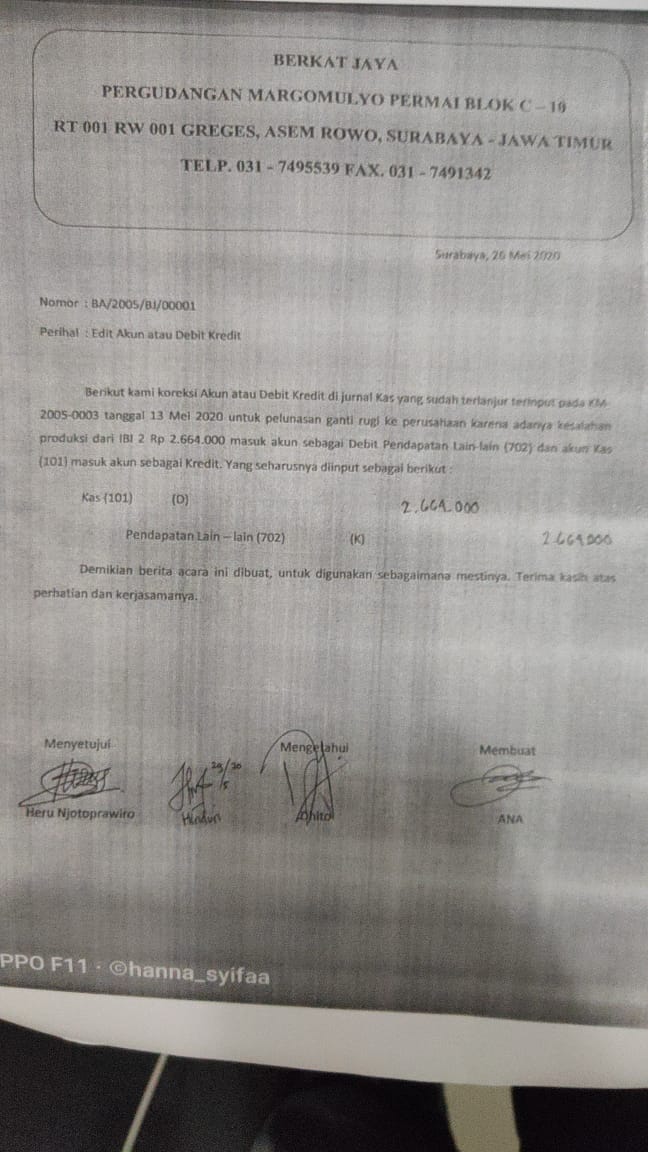 BERKAT JAYA
PERGUDANGAN MARGOMULYO PERMAI BLOK C – 10
RT 001 RW 001 GREGES, ASEM ROWO, SURABAYA - JAWA TIMUR
TELP. 031 - 7495539 FAX. 031 - 7491342
Surabaya, 26 Mei 2020
Nomor : BA/2005/BJ/00001
Perihal : Edit Akun atau Debit Kredit
Berikut kami koreksi Akun atau Debit Kredit di jurnal Kas yang sudah terlanjur terinput pada KM-
2005-0003 tanggal 13 Mei 2020 untuk pelunasan ganti rugi ke perusahaan karena adanya kesalahan
produksi dari IBI 2 Rp 2.664.000 masuk akun sebagai Debit Pendapatan Lain-lain (702) dan akun Kas
(101) masuk akun sebagai Kredit. Yang seharusnya diinput sebagai berikut :
Kas (101) (D) 2.664.000
Pendapatan Lain – lain (702) (K) 2.664.000
Demikian berita acara ini dibuat, untuk digunakan sebagaimana mestinya. Terima kasih atas
perhatian dan kerjasamanya.
Menyetujui Mengetahui Membuat
Heru Njotoprawiro ANA
PPO F11 · ©hanna_syifaa